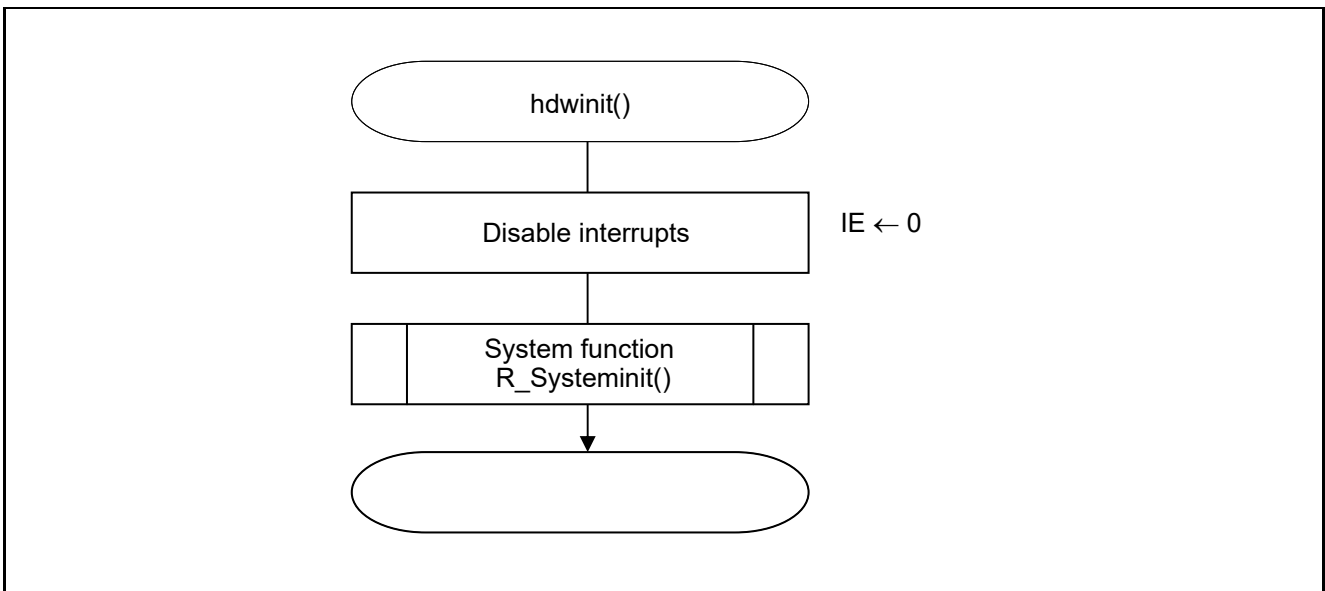 hdwinit()
Disable interrupts
IE ← 0
System function
R_Systeminit()